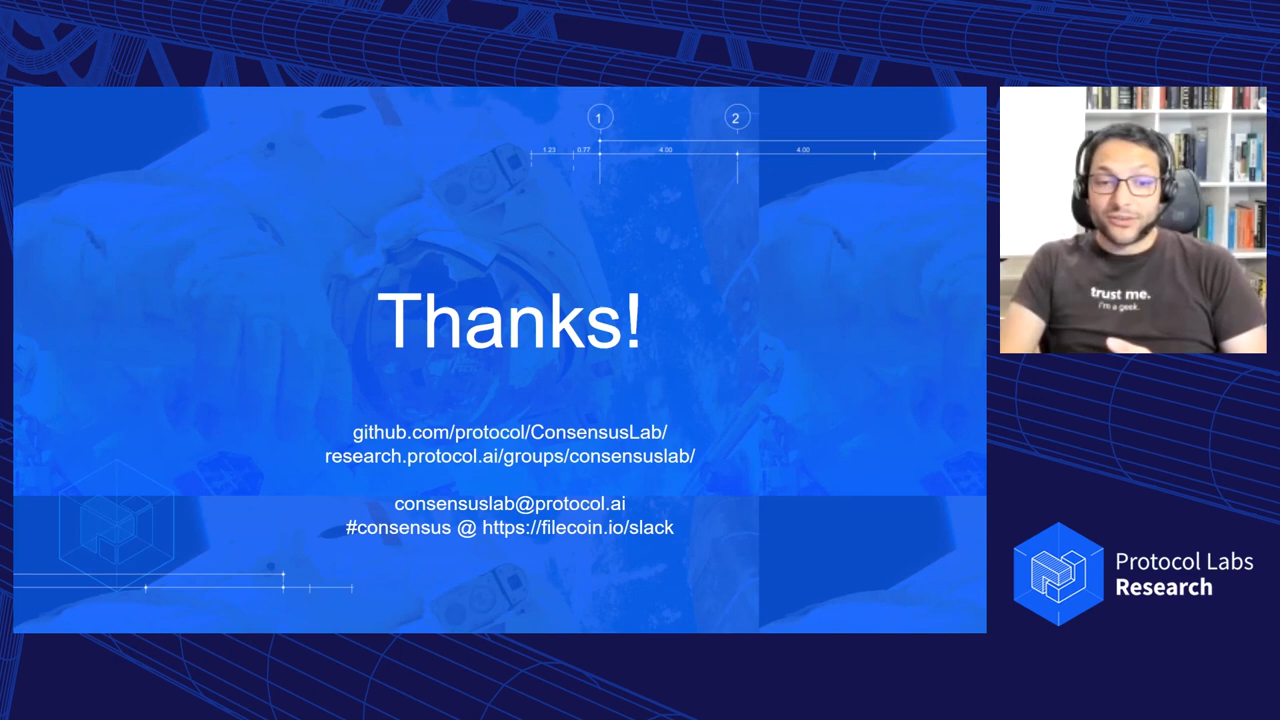 1
2
1.23
0.77
4.00
4.00
Thanks!
github.com/protocol/ConsensusLab/
research.protocol.ai/groups/consensuslab/
consensuslab@protocol.ai
#consensus @ https://filecoin.io/slack
trust me.
i'm a geek.
Protocol Labs
Research